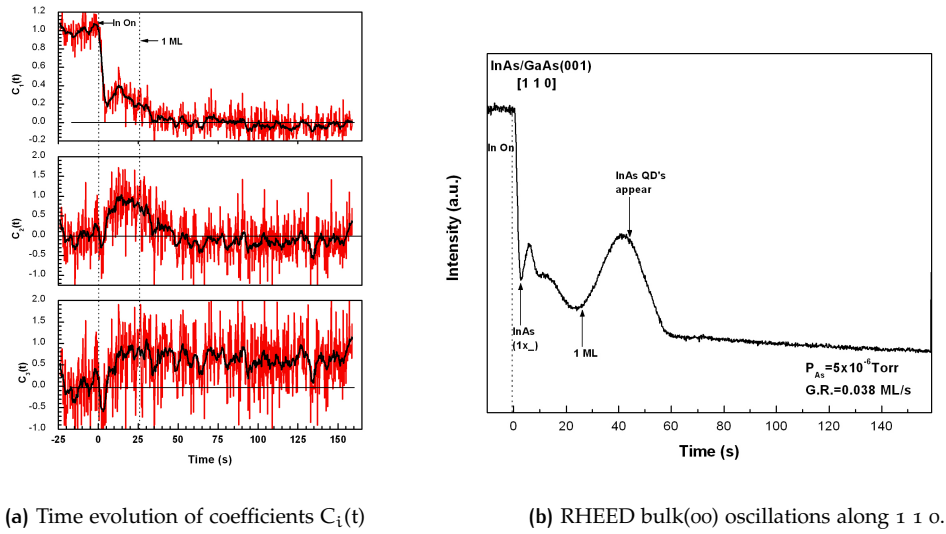 1.2
In On
1.0
1 ML
0.8
0.6
C₁(t)
0.4
0.2
0.0
-0.2
2.0
1.5
1.0
C₂(t)
0.5
0.0
-0.5
-1.0
2.0
1.5
1.0
C₃(t)
0.5
0.0
-0.5
-1.0
-25 0 25 50 75 100 125 150
Time (s)
(a) Time evolution of coefficients Cᵢ(t)
InAs/GaAs(001)
[1 1 0]
In On
InAs QD's
appear
Intensity (a.u.)
InAs
(1x_)
1 ML
P_As=5x10⁻⁶Torr
G.R.=0.038 ML/s
0 20 40 60 80 100 120 140
Time (s)
(b) RHEED bulk(00) oscillations along 1 1 0.